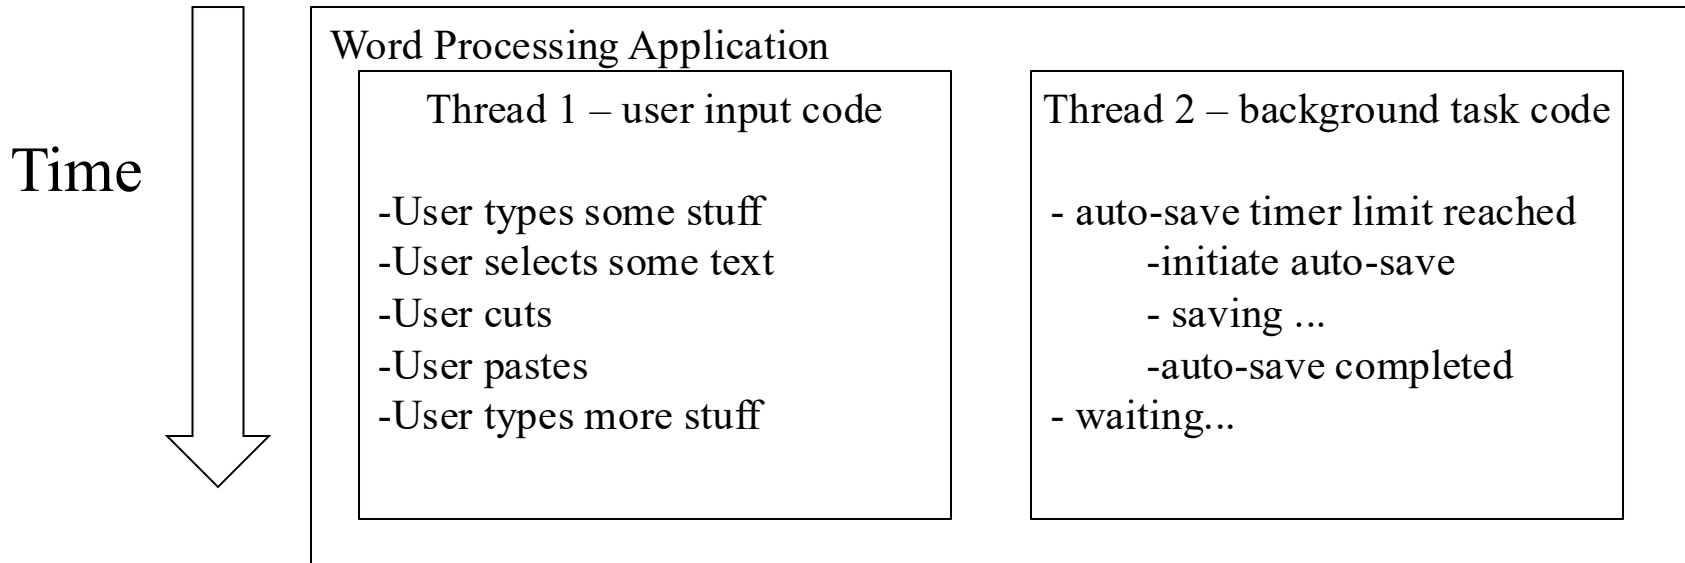 Time
Word Processing Application
Thread 1 – user input code
-User types some stuff
-User selects some text
-User cuts
-User pastes
-User types more stuff
Thread 2 – background task code
- auto-save timer limit reached
-initiate auto-save
- saving ...
-auto-save completed
- waiting...